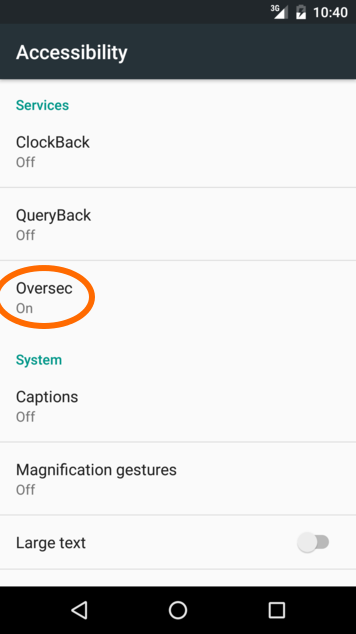 3G 10:40
Accessibility
Services
ClockBack
Off
QueryBack
Off
Oversec
On
System
Captions
Off
Magnification gestures
Off
Large text